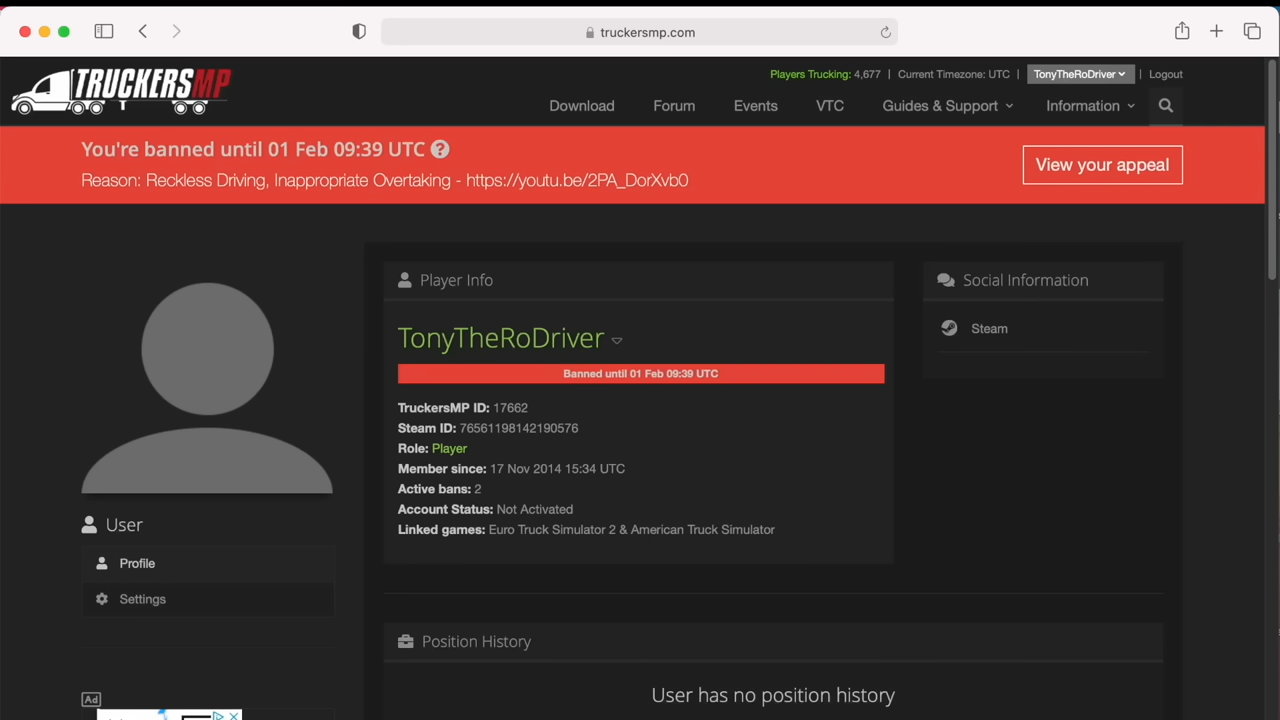 truckersmp.com
TRUCKERSMP
Players Trucking: 4,677 | Current Timezone: UTC | TonyTheRoDriver | Logout
Download Forum Events VTC Guides & Support Information
You're banned until 01 Feb 09:39 UTC ?
Reason: Reckless Driving, Inappropriate Overtaking - https://youtu.be/2PA_DorXvb0
View your appeal
Player Info
TonyTheRoDriver
Banned until 01 Feb 09:39 UTC
TruckersMP ID: 17662
Steam ID: 76561198142190576
Role: Player
Member since: 17 Nov 2014 15:34 UTC
Active bans: 2
Account Status: Not Activated
Linked games: Euro Truck Simulator 2 & American Truck Simulator
Social Information
Steam
User
Profile
Settings
Position History
User has no position history
Ad